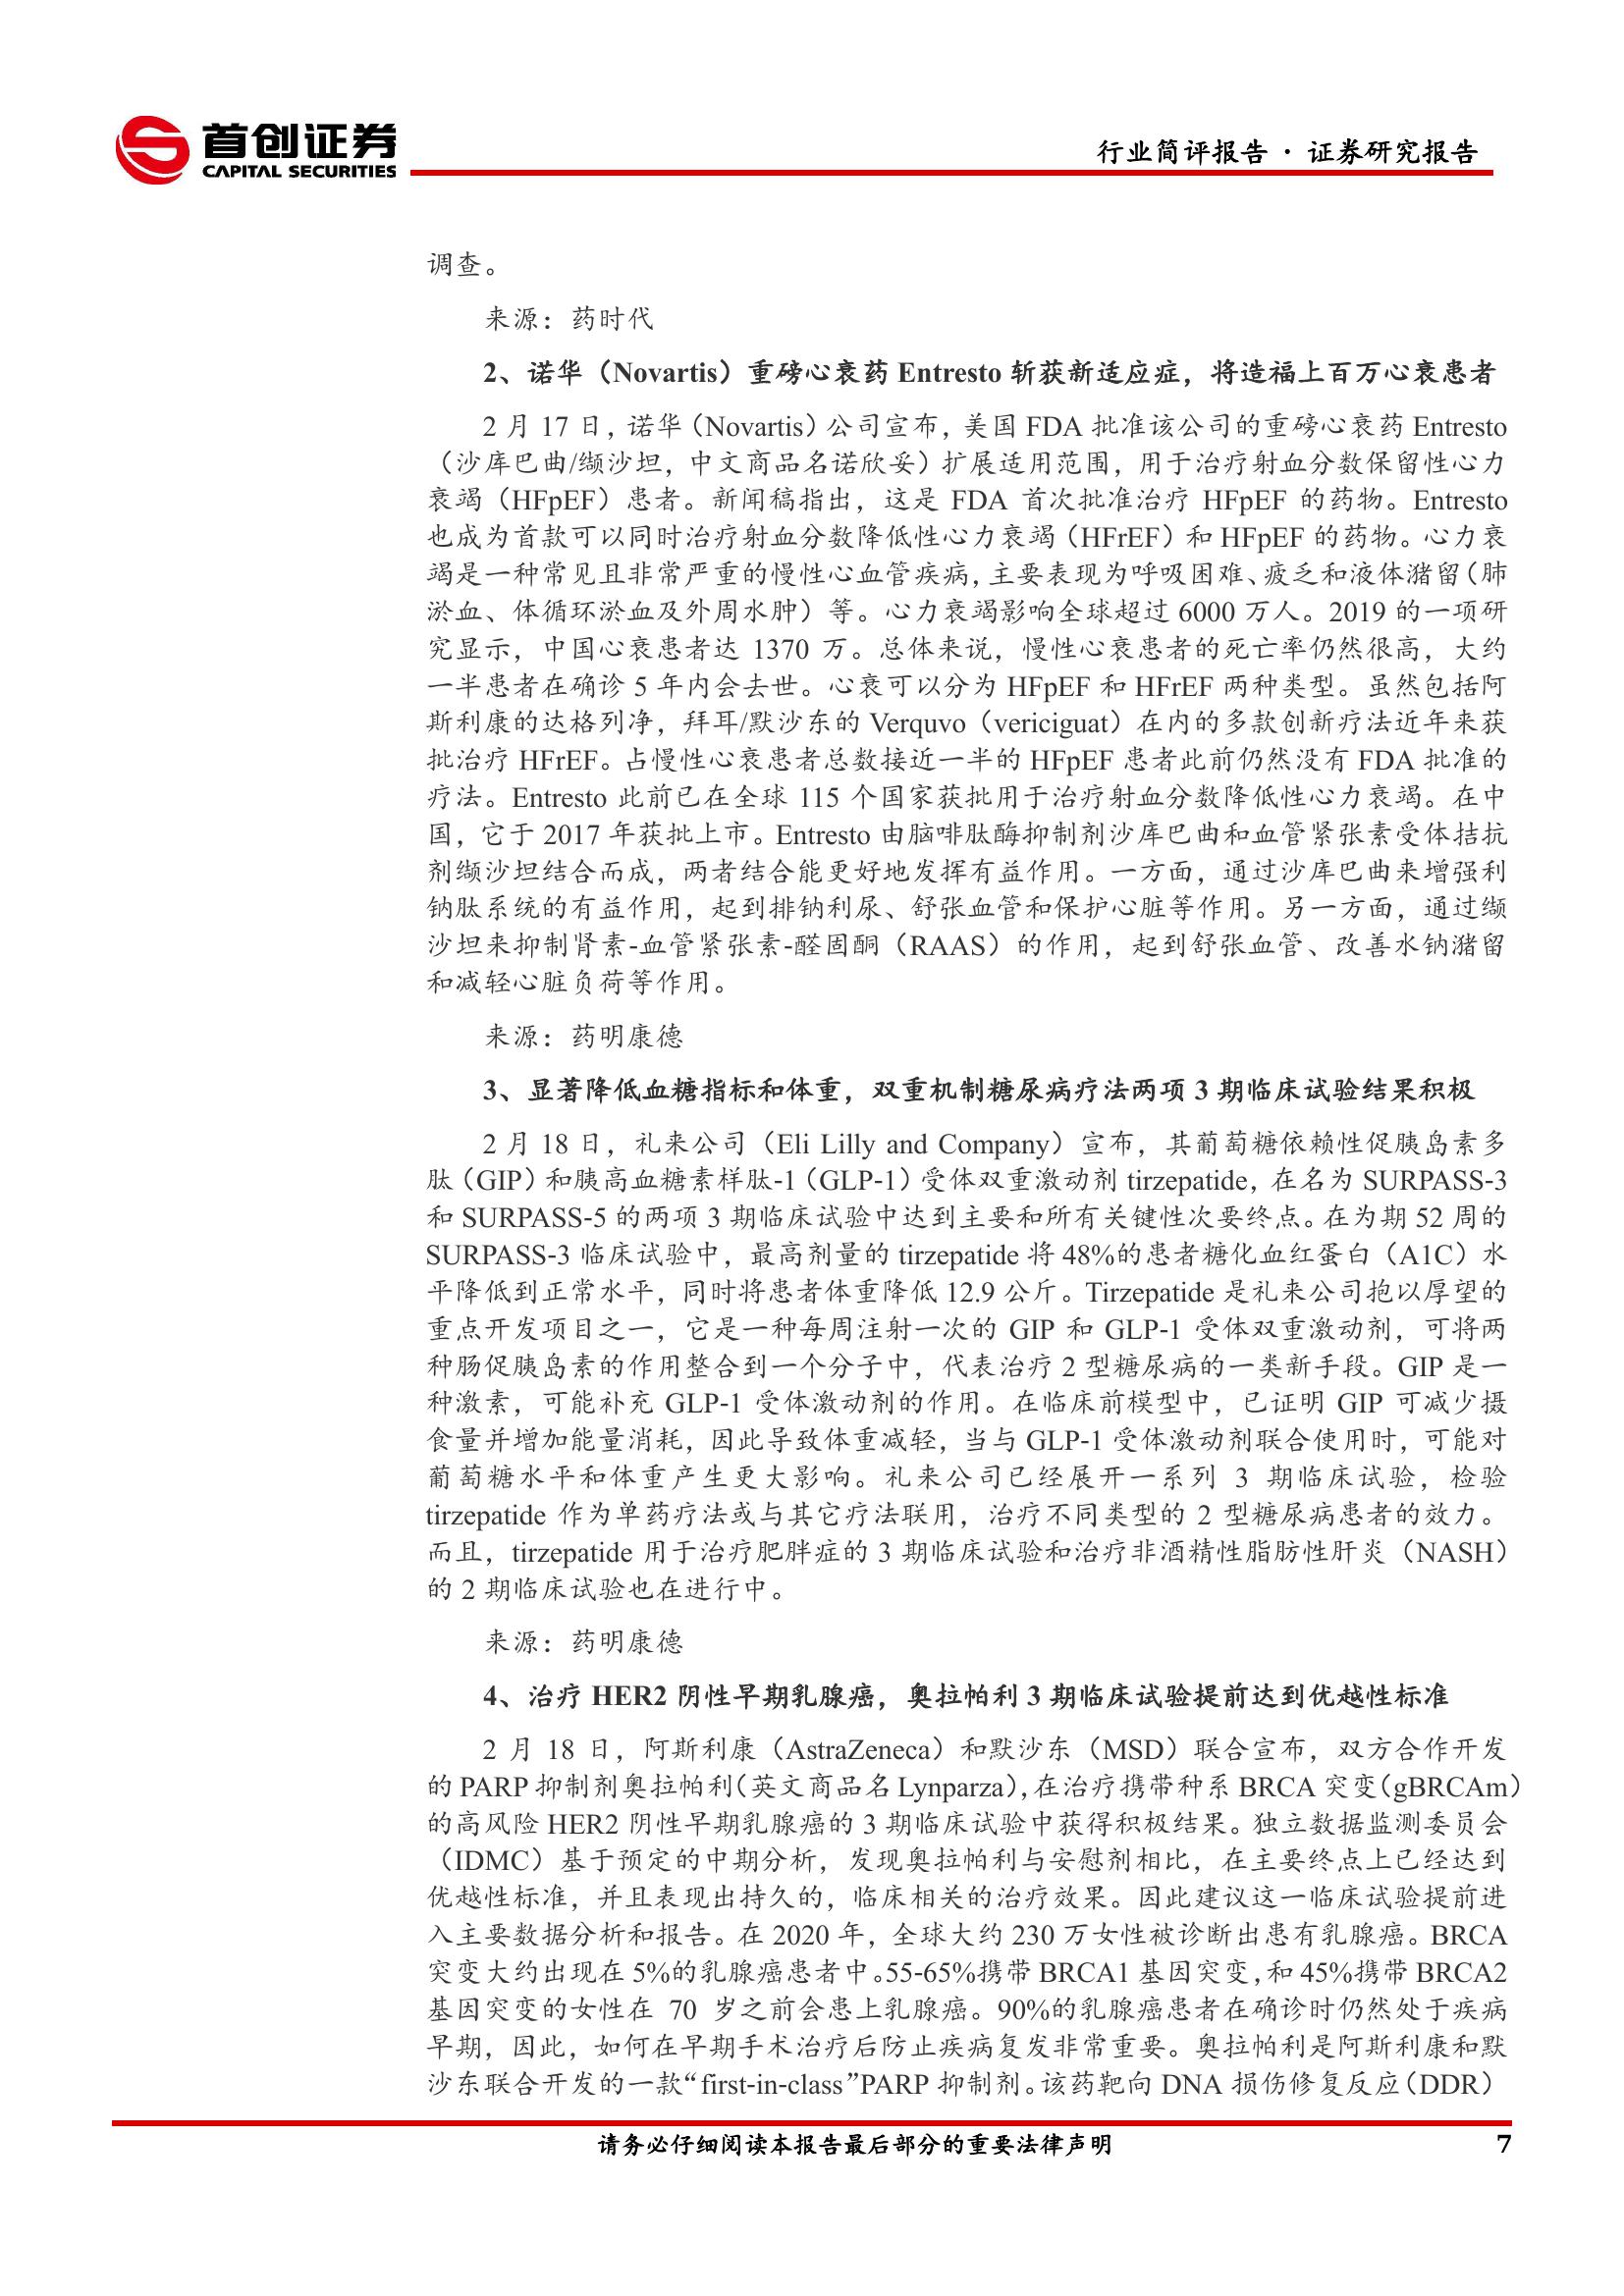 首创证券
CAPITAL SECURITIES
行业简评报告 · 证券研究报告
调查。
来源：药时代
2、诺华（Novartis）重磅心衰药 Entresto 斩获新适应症，将造福上百万心衰患者
2 月 17 日，诺华（Novartis）公司宣布，美国 FDA 批准该公司的重磅心衰药 Entresto
（沙库巴曲/缬沙坦，中文商品名诺欣妥）扩展适用范围，用于治疗射血分数保留性心力
衰竭（HFpEF）患者。新闻稿指出，这是 FDA 首次批准治疗 HFpEF 的药物。Entresto
也成为首款可以同时治疗射血分数降低性心力衰竭（HFrEF）和 HFpEF 的药物。心力衰
竭是一种常见且非常严重的慢性心血管疾病，主要表现为呼吸困难、疲乏和液体潴留（肺
淤血、体循环淤血及外周水肿）等。心力衰竭影响全球超过 6000 万人。2019 的一项研
究显示，中国心衰患者达 1370 万。总体来说，慢性心衰患者的死亡率仍然很高，大约
一半患者在确诊 5 年内会去世。心衰可以分为 HFpEF 和 HFrEF 两种类型。虽然包括阿
斯利康的达格列净，拜耳/默沙东的 Verquvo（vericiguat）在内的多款创新疗法近年来获
批治疗 HFrEF。占慢性心衰患者总数接近一半的 HFpEF 患者此前仍然没有 FDA 批准的
疗法。Entresto 此前已在全球 115 个国家获批用于治疗射血分数降低性心力衰竭。在中
国，它于 2017 年获批上市。Entresto 由脑啡肽酶抑制剂沙库巴曲和血管紧张素受体拮抗
剂缬沙坦结合而成，两者结合能更好地发挥有益作用。一方面，通过沙库巴曲来增强利
钠肽系统的有益作用，起到排钠利尿、舒张血管和保护心脏等作用。另一方面，通过缬
沙坦来抑制肾素-血管紧张素-醛固酮（RAAS）的作用，起到舒张血管、改善水钠潴留
和减轻心脏负荷等作用。
来源：药明康德
3、显著降低血糖指标和体重，双重机制糖尿病疗法两项 3 期临床试验结果积极
2 月 18 日，礼来公司（Eli Lilly and Company）宣布，其葡萄糖依赖性促胰岛素多
肽（GIP）和胰高血糖素样肽-1（GLP-1）受体双重激动剂 tirzepatide，在名为 SURPASS-3
和 SURPASS-5 的两项 3 期临床试验中达到主要和所有关键性次要终点。在为期 52 周的
SURPASS-3 临床试验中，最高剂量的 tirzepatide 将 48%的患者糖化血红蛋白（A1C）水
平降低到正常水平，同时将患者体重降低 12.9 公斤。Tirzepatide 是礼来公司抱以厚望的
重点开发项目之一，它是一种每周注射一次的 GIP 和 GLP-1 受体双重激动剂，可将两
种肠促胰岛素的作用整合到一个分子中，代表治疗 2 型糖尿病的一类新手段。GIP 是一
种激素，可能补充 GLP-1 受体激动剂的作用。在临床前模型中，已证明 GIP 可减少摄
食量并增加能量消耗，因此导致体重减轻，当与 GLP-1 受体激动剂联合使用时，可能对
葡萄糖水平和体重产生更大影响。礼来公司已经展开一系列 3 期临床试验，检验
tirzepatide 作为单药疗法或与其它疗法联用，治疗不同类型的 2 型糖尿病患者的效力。
而且，tirzepatide 用于治疗肥胖症的 3 期临床试验和治疗非酒精性脂肪性肝炎（NASH）
的 2 期临床试验也在进行中。
来源：药明康德
4、治疗 HER2 阴性早期乳腺癌，奥拉帕利 3 期临床试验提前达到优越性标准
2 月 18 日，阿斯利康（AstraZeneca）和默沙东（MSD）联合宣布，双方合作开发
的 PARP 抑制剂奥拉帕利（英文商品名 Lynparza），在治疗携带种系 BRCA 突变（gBRCAm）
的高风险 HER2 阴性早期乳腺癌的 3 期临床试验中获得积极结果。独立数据监测委员会
（IDMC）基于预定的中期分析，发现奥拉帕利与安慰剂相比，在主要终点上已经达到
优越性标准，并且表现出持久的，临床相关的治疗效果。因此建议这一临床试验提前进
入主要数据分析和报告。在 2020 年，全球大约 230 万女性被诊断出患有乳腺癌。BRCA
突变大约出现在 5%的乳腺癌患者中。55-65%携带 BRCA1 基因突变，和 45%携带 BRCA2
基因突变的女性在 70 岁之前会患上乳腺癌。90%的乳腺癌患者在确诊时仍然处于疾病
早期，因此，如何在早期手术治疗后防止疾病复发非常重要。奥拉帕利是阿斯利康和默
沙东联合开发的一款“first-in-class”PARP 抑制剂。该药靶向 DNA 损伤修复反应（DDR）
请务必仔细阅读本报告最后部分的重要法律声明
7